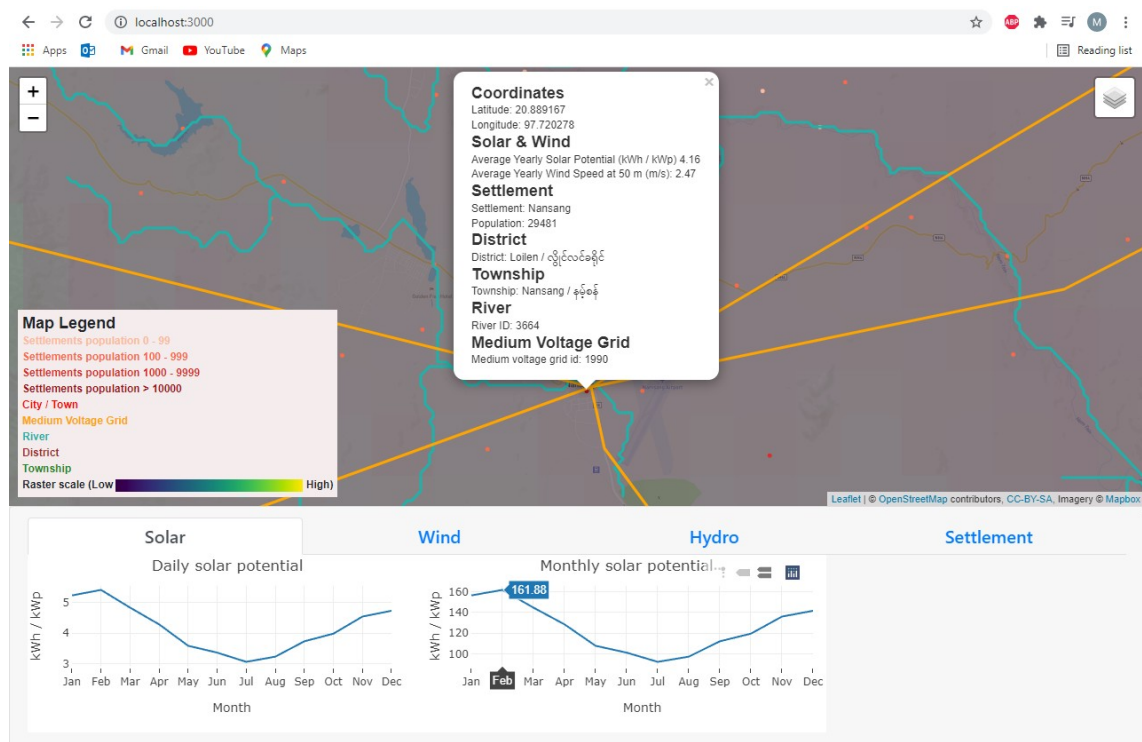 localhost:3000
ABP
M
Apps
Gmail
YouTube
Maps
Reading list
+
−
Coordinates
Latitude: 20.889167
Longitude: 97.720278
Solar & Wind
Average Yearly Solar Potential (kWh / kWp) 4.16
Average Yearly Wind Speed at 50 m (m/s): 2.47
Settlement
Settlement: Nansang
Population: 29481
District
District: Loilen / လွိုင်လင်ခရိုင်
Township
Township: Nansang / နမ့်စန်
River
River ID: 3664
Medium Voltage Grid
Medium voltage grid id: 1990
×
Map Legend
Settlements population 0 - 99
Settlements population 100 - 999
Settlements population 1000 - 9999
Settlements population > 10000
City / Town
Medium Voltage Grid
River
District
Township
Raster scale (Low High)
Leaflet | © OpenStreetMap contributors, CC-BY-SA, Imagery © Mapbox
Solar Wind Hydro Settlement
Daily solar potential
kWh / kWp
5
4
3
Jan Feb Mar Apr May Jun Jul Aug Sep Oct Nov Dec
Month
Monthly solar potential...
kWh / kWp
160
140
120
100
161.88
Jan Feb Mar Apr May Jun Jul Aug Sep Oct Nov Dec
Month